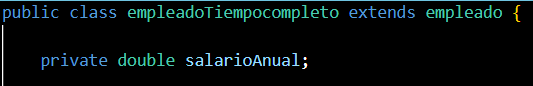 public class empleadoTiempocompleto extends empleado {
private double salarioAnual;